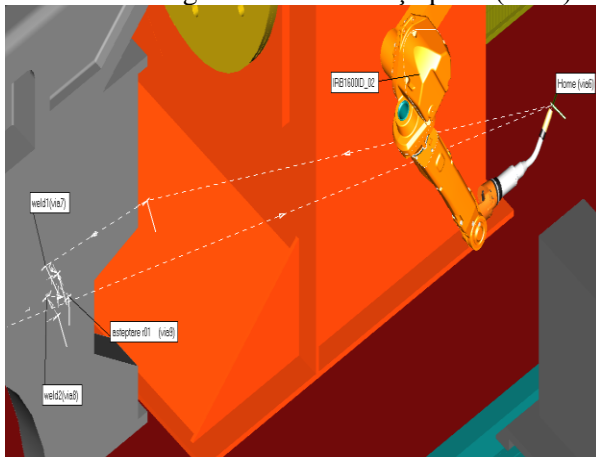 IRB1600ID_02
Home (via6)
weld1(via7)
asteptare r01 (via9)
weld2(via8)